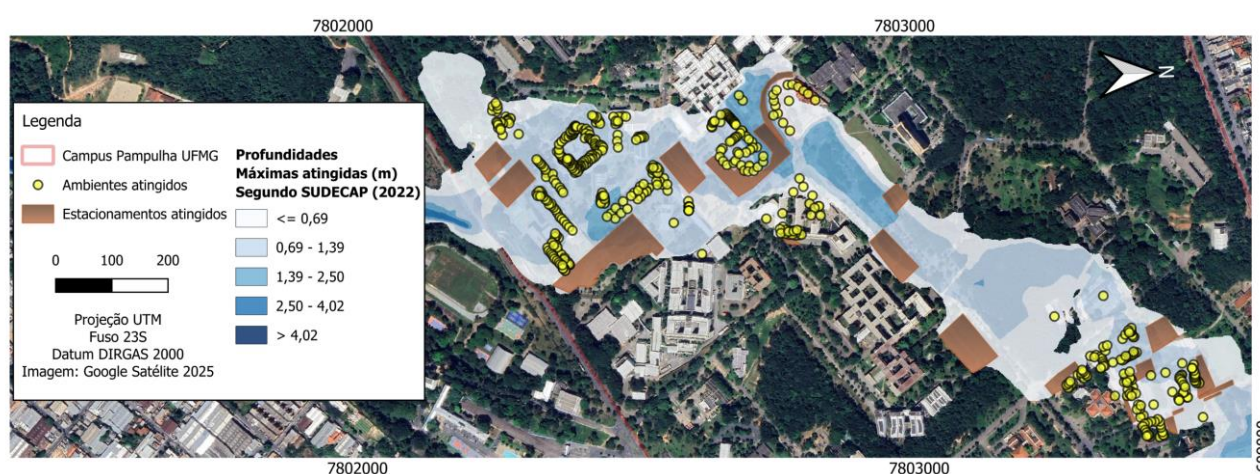 7802000
7803000
N
Legenda
Campus Pampulha UFMG
Ambientes atingidos
Estacionamentos atingidos
0 100 200
Projeção UTM
Fuso 23S
Datum DIRGAS 2000
Imagem: Google Satélite 2025
Profundidades
Máximas atingidas (m)
Segundo SUDECAP (2022)
<= 0,69
0,69 - 1,39
1,39 - 2,50
2,50 - 4,02
> 4,02
7802000
7803000